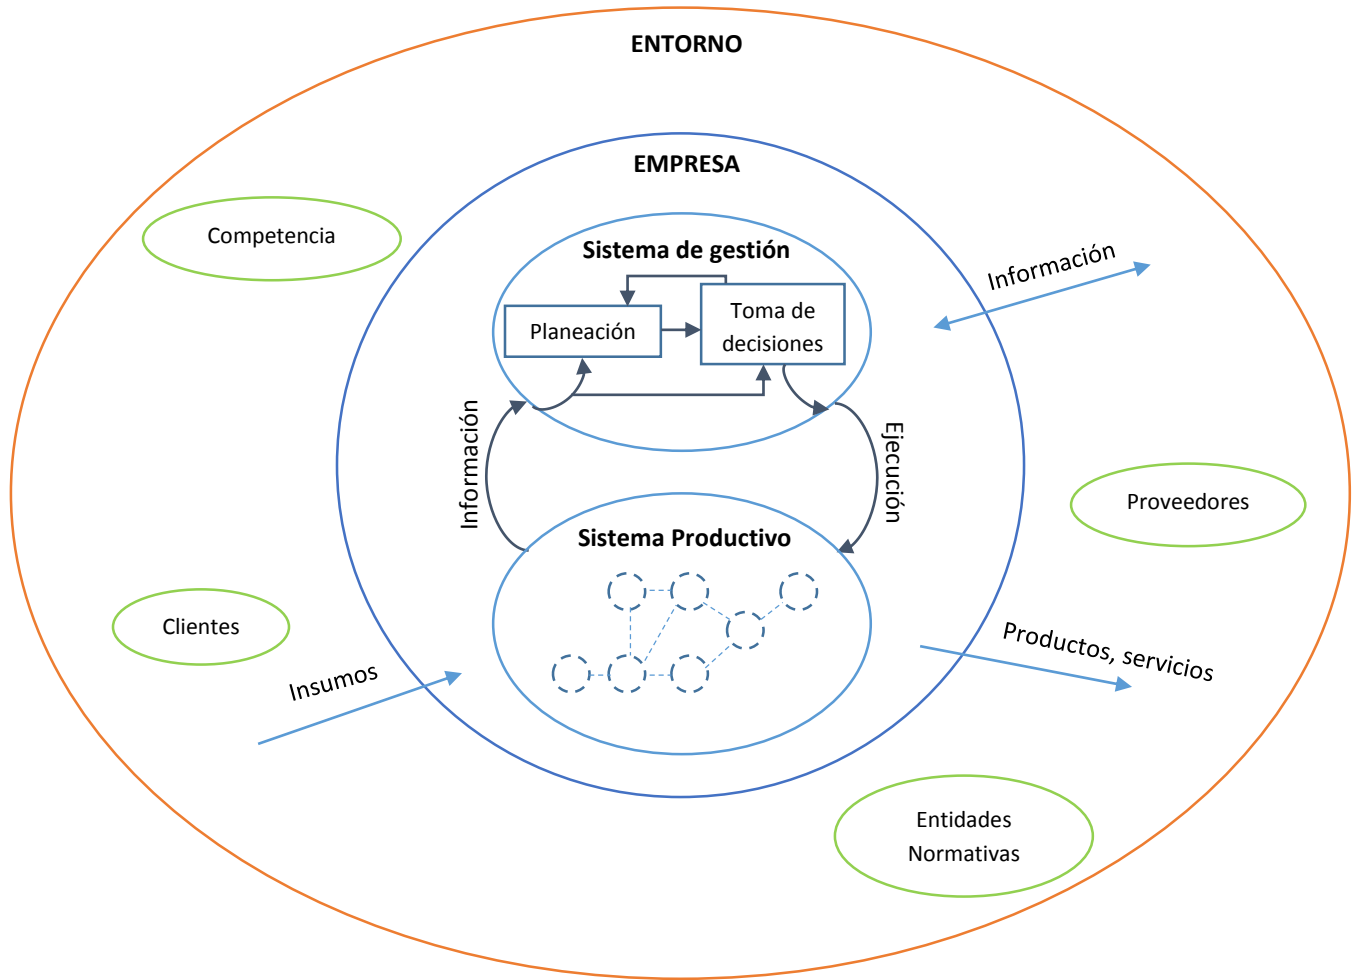 ENTORNO
EMPRESA
Competencia
Sistema de gestión
Información
Planeación
Toma de
decisiones
Información
Ejecución
Proveedores
Sistema Productivo
Clientes
Insumos
Productos, servicios
Entidades
Normativas